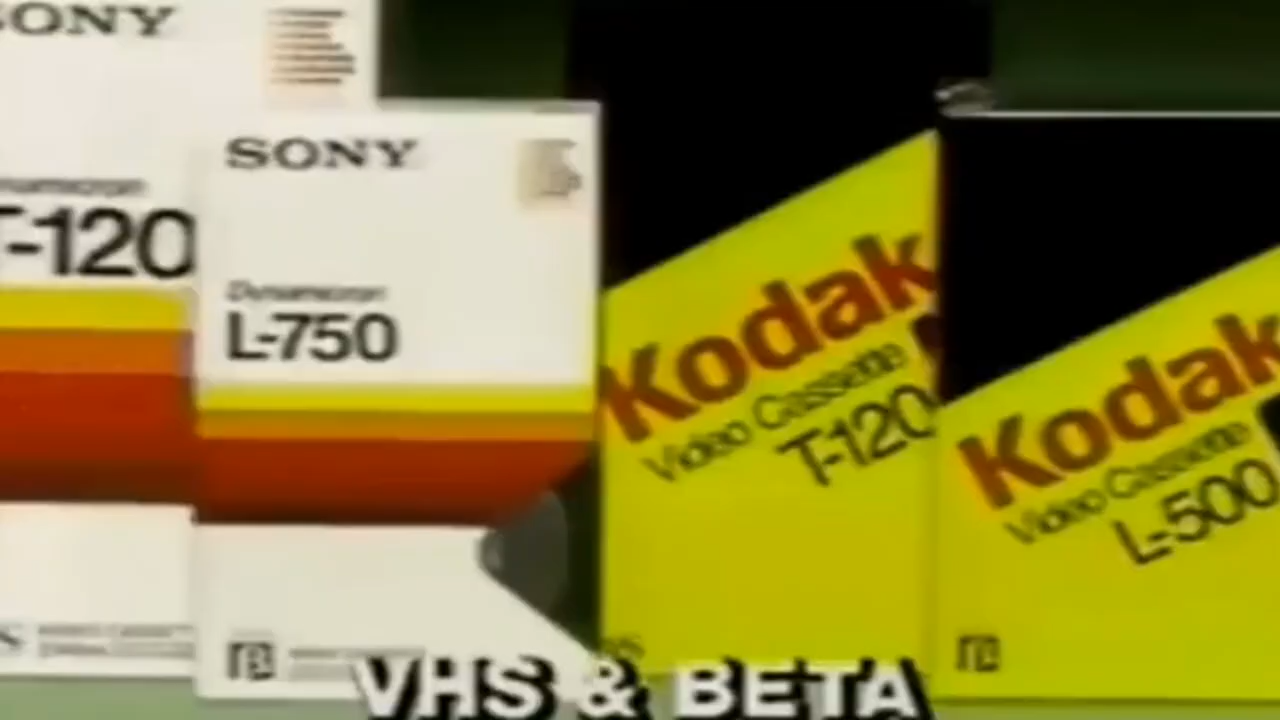 SONY
T-120
SONY
Dynamicron
L-750
Kodak
Video Cassette
T-120
Kodak
Video Cassette
L-500
VHS & BETA